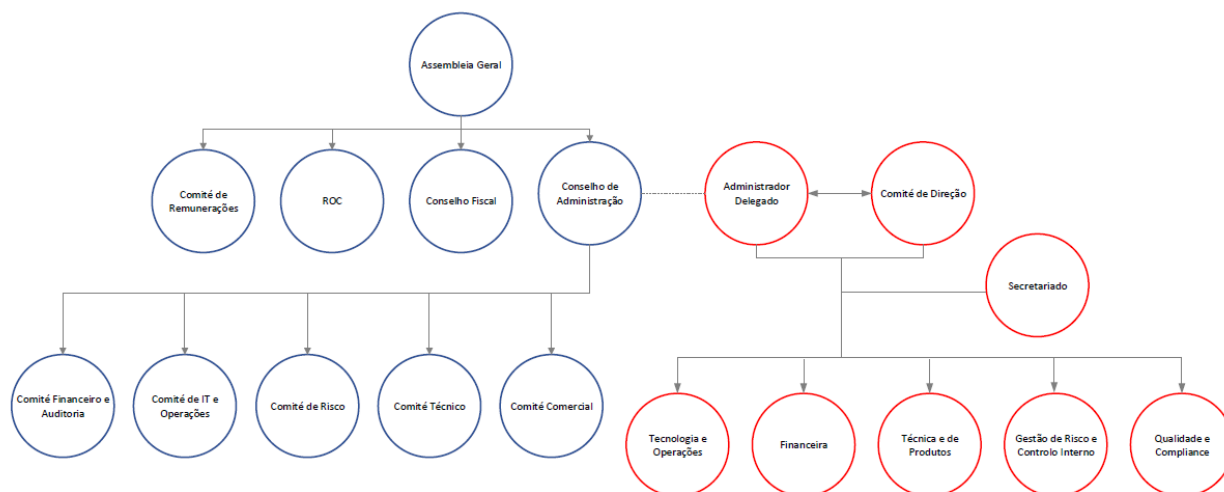 Assembleia Geral
Comité de
Remunerações
ROC
Conselho Fiscal
Conselho de
Administração
Administrador
Delegado
Comité de Direção
Secretariado
Comité Financeiro e
Auditoria
Comité de IT e
Operações
Comité de Risco
Comité Técnico
Comité Comercial
Tecnologia e
Operações
Financeira
Técnica e de
Produtos
Gestão de Risco e
Controlo Interno
Qualidade e
Compliance